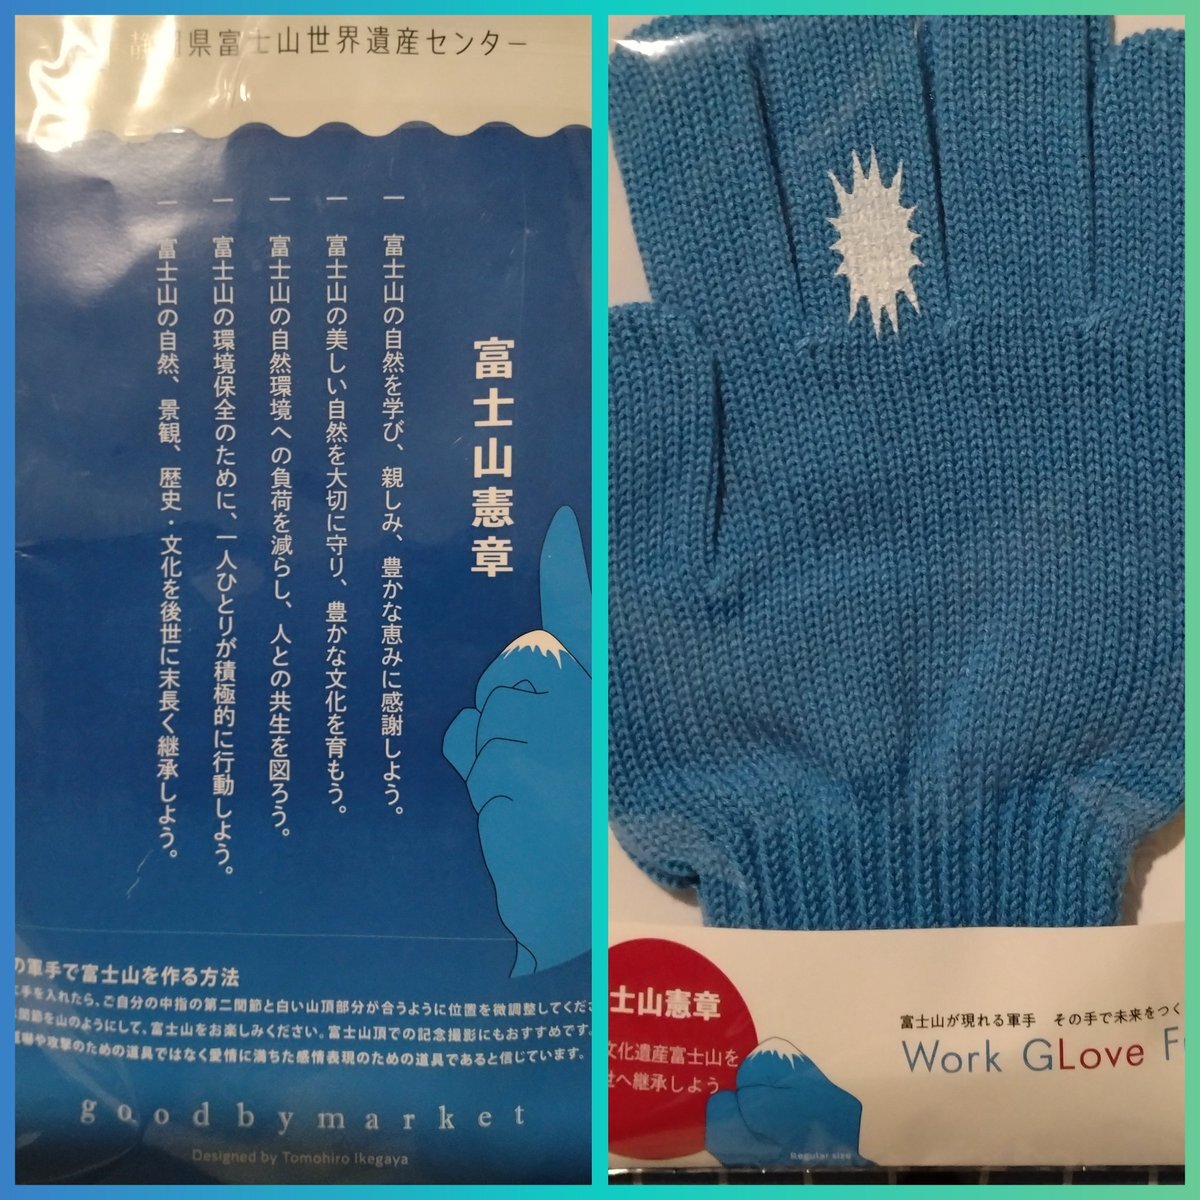 静岡県富士山世界遺産センター
富士山憲章
一 富士山の自然を学び、親しみ、豊かな恵みに感謝しよう。
一 富士山の美しい自然を大切に守り、豊かな文化を育もう。
一 富士山の自然環境への負荷を減らし、人との共生を図ろう。
一 富士山の環境保全のために、一人ひとりが積極的に行動しよう。
一 富士山の自然、景観、歴史・文化を後世に末長く継承しよう。
の軍手で富士山を作る方法
手を入れたら、ご自分の中指の第二関節と白い山頂部分が合うように位置を微調整してくだ
関節を山のようにして、富士山をお楽しみください。富士山頂での記念撮影にもおすすめです。
や攻撃のための道具ではなく愛情に満ちた感情表現のための道具であると信じています。
goodbymarket
Designed by Tomohiro Ikegaya
士山憲章
文化遺産富士山を
世へ継承しよう
富士山が現れる軍手 その手で未来をつく
Work GLove F
Regular size